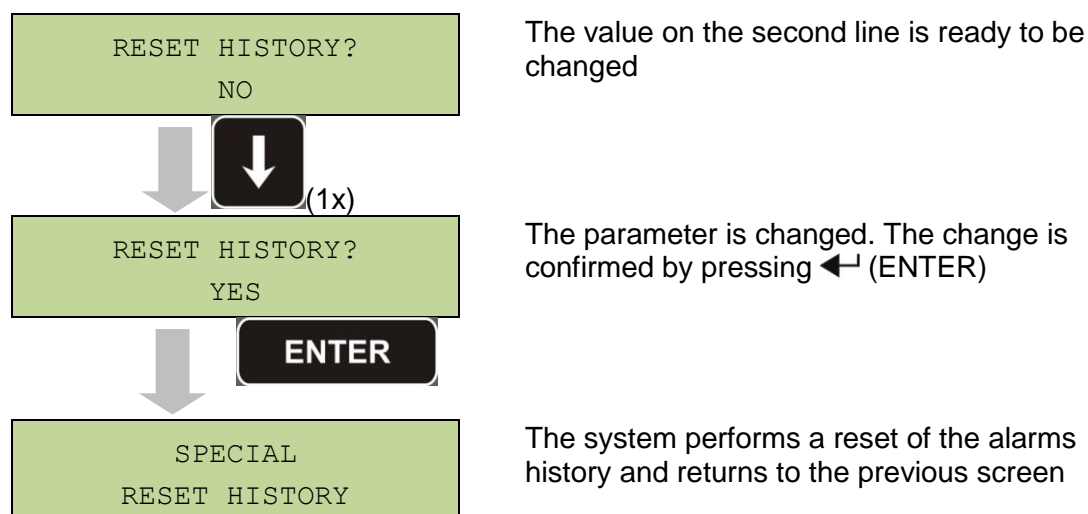 RESET HISTORY?
NO
The value on the second line is ready to be
changed
(1x)
RESET HISTORY?
YES
The parameter is changed. The change is
confirmed by pressing (ENTER)
ENTER
SPECIAL
RESET HISTORY
The system performs a reset of the alarms
history and returns to the previous screen